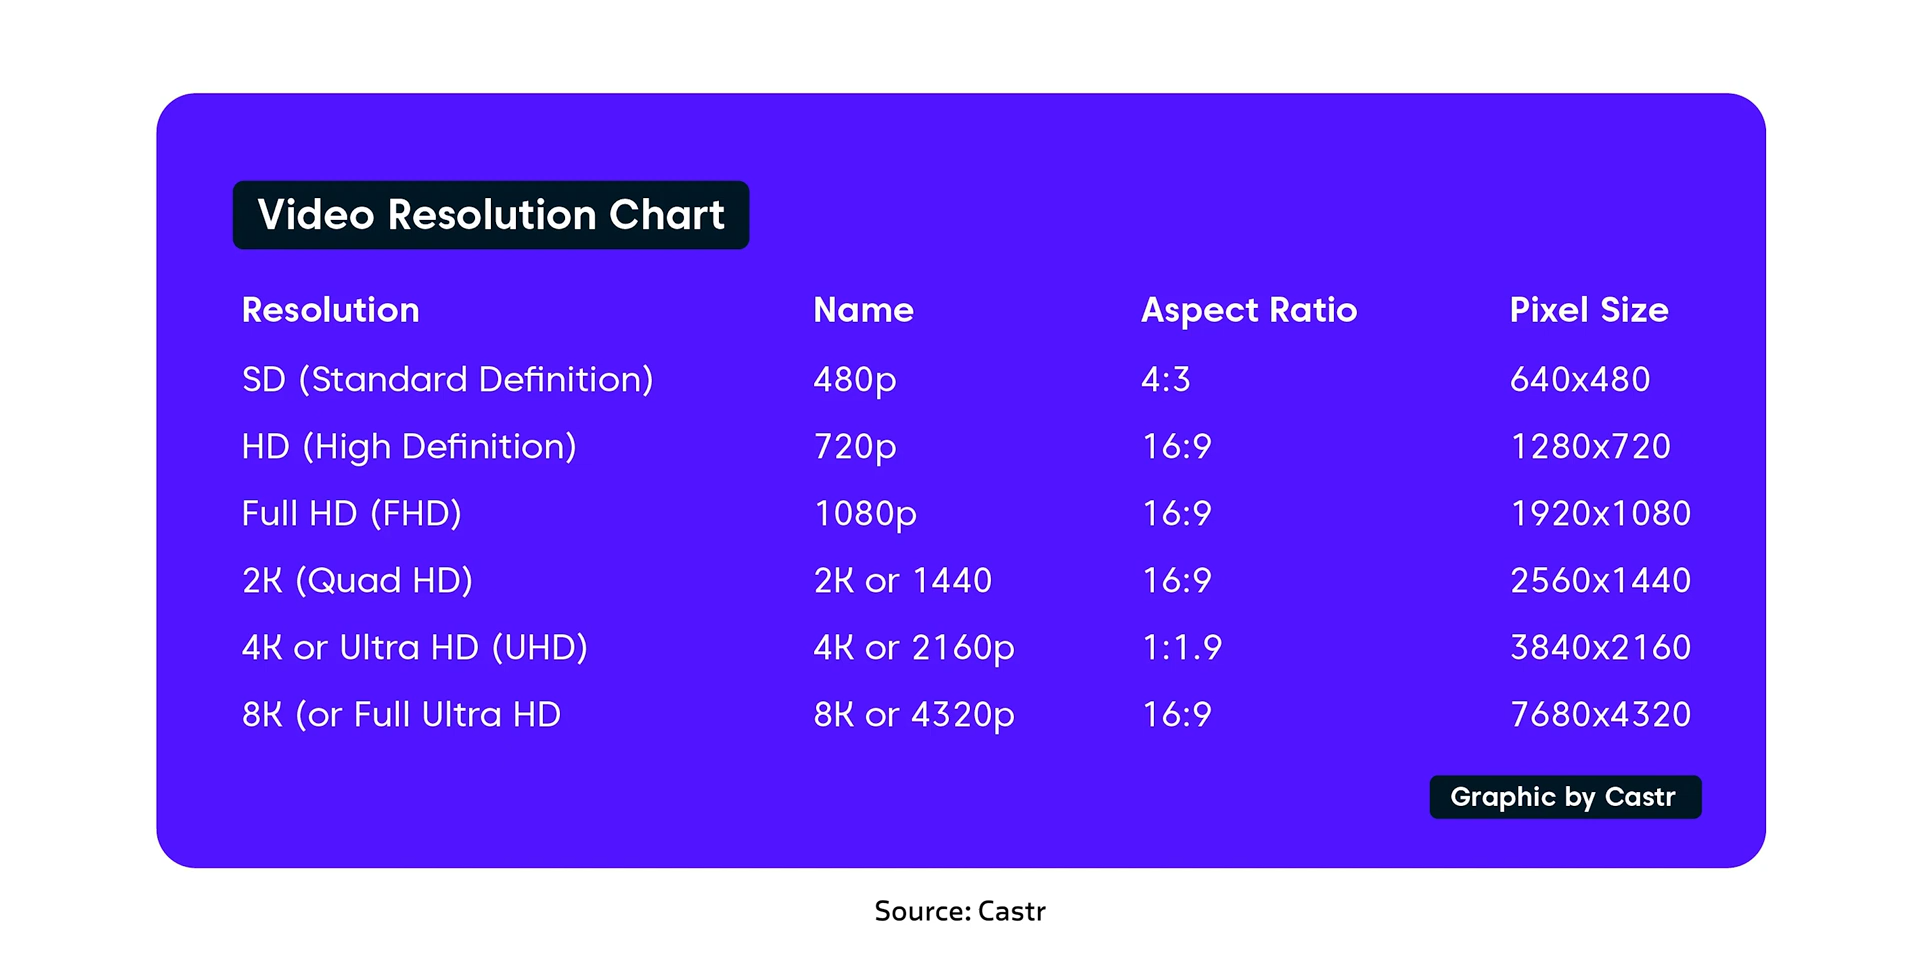 Video Resolution Chart
Resolution Name Aspect Ratio Pixel Size
SD (Standard Definition) 480p 4:3 640x480
HD (High Definition) 720p 16:9 1280x720
Full HD (FHD) 1080p 16:9 1920x1080
2K (Quad HD) 2K or 1440 16:9 2560x1440
4K or Ultra HD (UHD) 4K or 2160p 1:1.9 3840x2160
8K (or Full Ultra HD 8K or 4320p 16:9 7680x4320
Graphic by Castr
Source: Castr